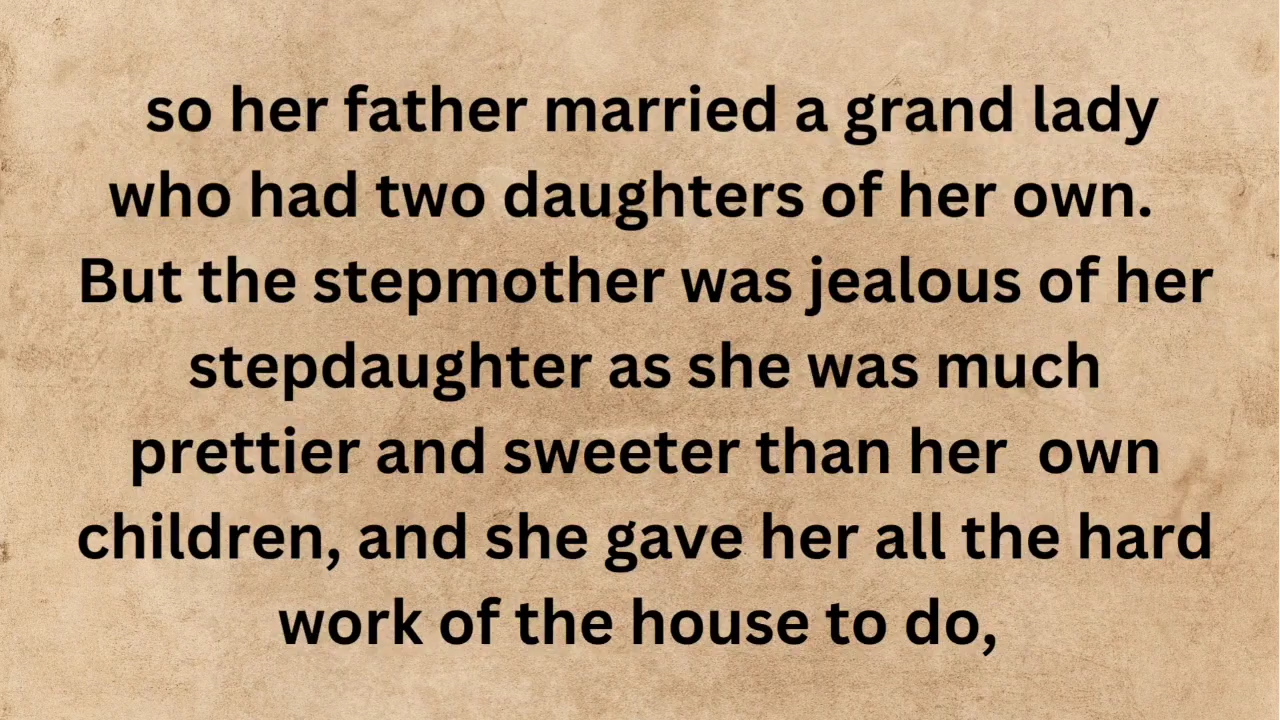 so her father married a grand lady
who had two daughters of her own.
But the stepmother was jealous of her
stepdaughter as she was much
prettier and sweeter than her  own
children, and she gave her all the hard
work of the house to do,